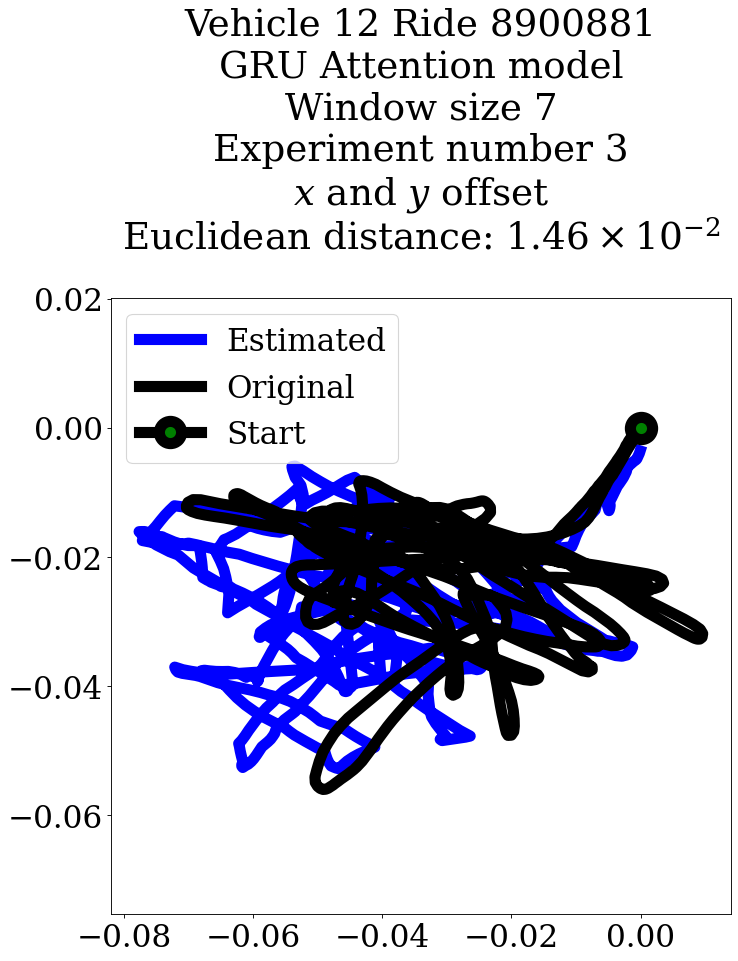 Vehicle 12 Ride 8900881
GRU Attention model
Window size 7
Experiment number 3
x and y offset
Euclidean distance: 1.46 × 10⁻²
0.02
Estimated
Original
Start
0.00
−0.02
−0.04
−0.06
−0.08 −0.06 −0.04 −0.02 0.00